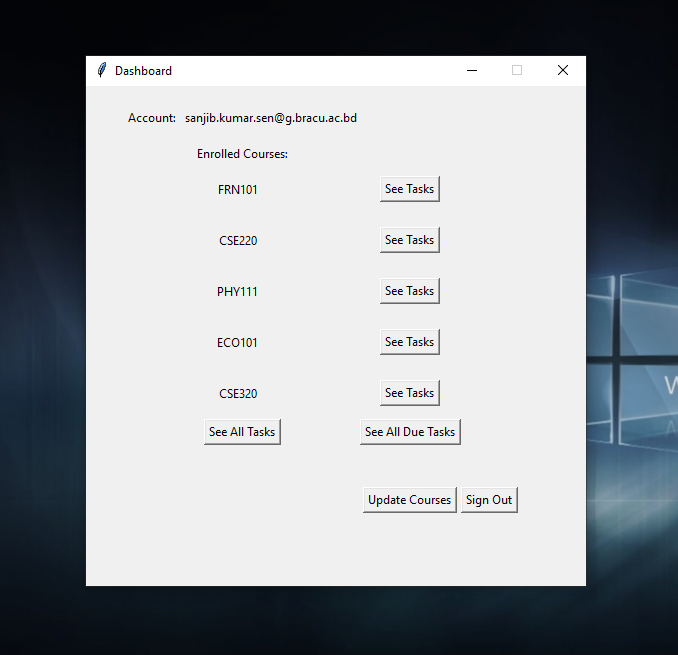 Dashboard
Account: sanjib.kumar.sen@g.bracu.ac.bd
Enrolled Courses:
FRN101 See Tasks
CSE220 See Tasks
PHY111 See Tasks
ECO101 See Tasks
CSE320 See Tasks
See All Tasks See All Due Tasks
Update Courses Sign Out